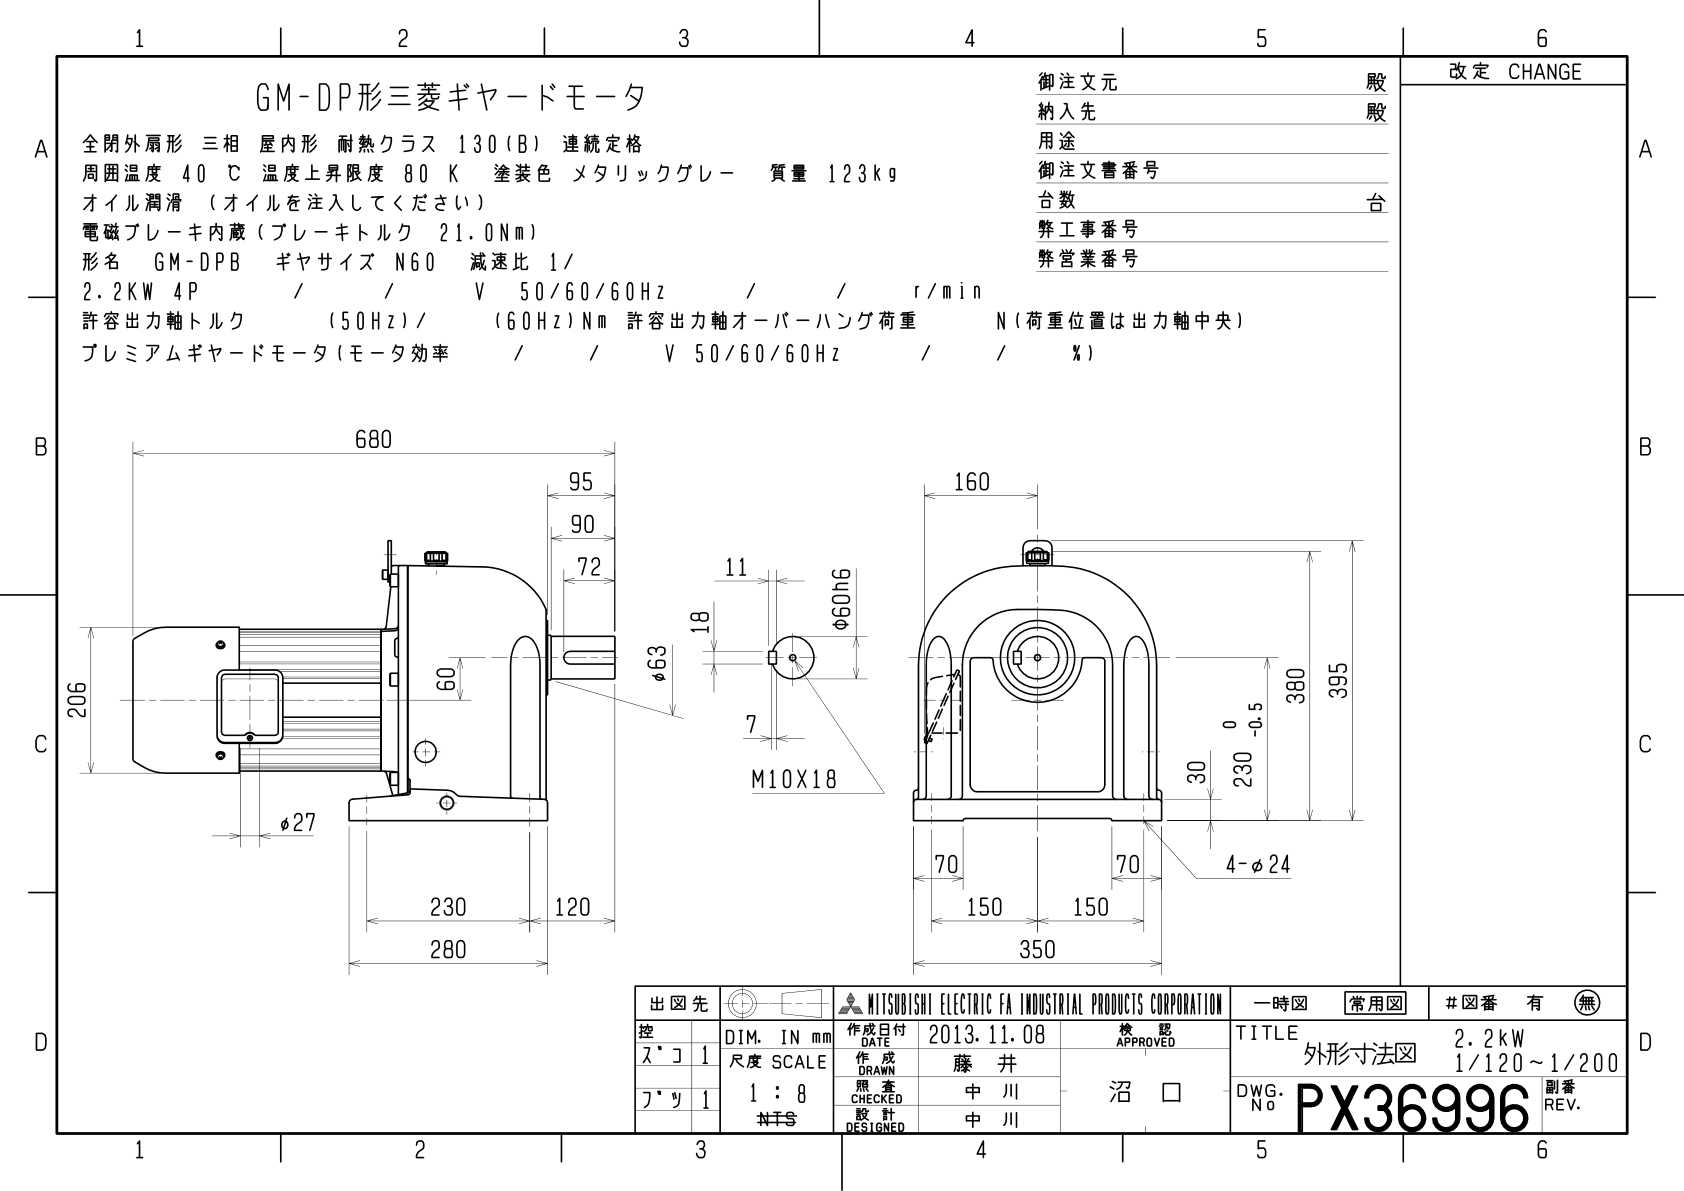 1 2 3 4 5 6
改定 CHANGE
GM-DP形三菱ギヤードモータ
全閉外扇形 三相 屋内形 耐熱クラス 130(B) 連続定格
周囲温度 40 ℃ 温度上昇限度 80 K 塗装色 メタリックグレー 質量 123kg
オイル潤滑 (オイルを注入してください)
電磁ブレーキ内蔵(ブレーキトルク 21.0Nm)
形名 GM-DPB ギヤサイズ N60 減速比 1/
2.2KW 4P / / V 50/60/60Hz / / r/min
許容出力軸トルク (50Hz)/ (60Hz)Nm 許容出力軸オーバーハング荷重 N(荷重位置は出力軸中央)
プレミアムギヤードモータ(モータ効率 / / V 50/60/60Hz / / %)
御注文元 殿
納入先 殿
用途
御注文書番号
台数 台
弊工事番号
弊営業番号
A A
B B
C C
D D
680
95
90
72
206
60
φ63
φ27
230 120
280
11
18
φ60h6
7
M10X18
160
395
380
230 0 -0.5
30
70 70
4-φ24
150 150
350
出図先
控
ズコ 1
ブツ 1
DIM. IN mm
尺度 SCALE
1 : 8
NTS
MITSUBISHI ELECTRIC FA INDUSTRIAL PRODUCTS CORPORATION
作成日付 DATE 2013.11.08
作成 DRAWN 藤井
照査 CHECKED 中川
設計 DESIGNED 中川
検認 APPROVED
沼口
一時図 常用図 #図番 有 無
TITLE
外形寸法図
2.2kW
1/120~1/200
DWG. No PX36996
副番 REV.
1 2 3 4 5 6